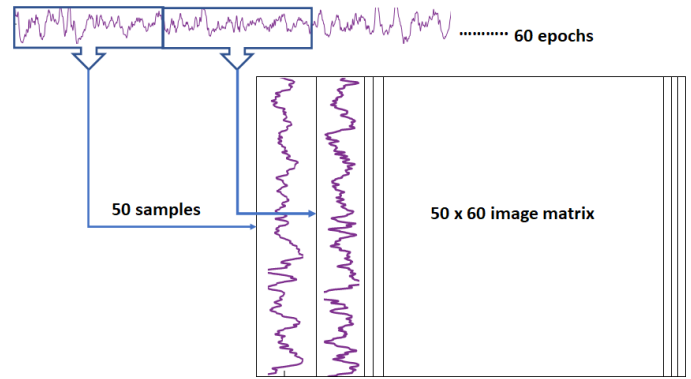 ........... 60 epochs
50 samples
50 x 60 image matrix